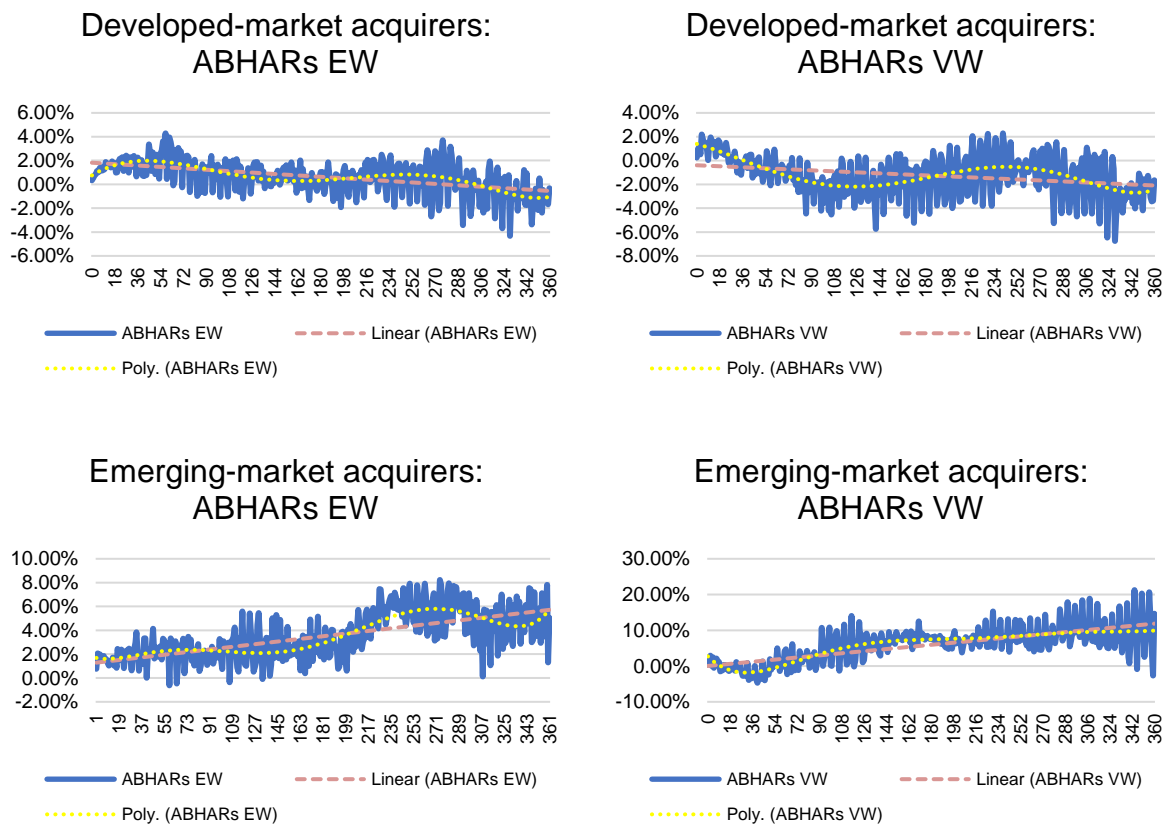 Developed-market acquirers:
ABHARs EW
6.00%
4.00%
2.00%
0.00%
-2.00%
-4.00%
-6.00%
0 18 36 54 72 90 108 126 144 162 180 198 216 234 252 270 288 306 324 342 360
ABHARs EW Linear (ABHARs EW)
Poly. (ABHARs EW)
Developed-market acquirers:
ABHARs VW
4.00%
2.00%
0.00%
-2.00%
-4.00%
-6.00%
-8.00%
0 18 36 54 72 90 108 126 144 162 180 198 216 234 252 270 288 306 324 342 360
ABHARs VW Linear (ABHARs VW)
Poly. (ABHARs VW)
Emerging-market acquirers:
ABHARs EW
10.00%
8.00%
6.00%
4.00%
2.00%
0.00%
-2.00%
1 19 37 55 73 91 109 127 145 163 181 199 217 235 253 271 289 307 325 343 361
ABHARs EW Linear (ABHARs EW)
Poly. (ABHARs EW)
Emerging-market acquirers:
ABHARs VW
30.00%
20.00%
10.00%
0.00%
-10.00%
0 18 36 54 72 90 108 126 144 162 180 198 216 234 252 270 288 306 324 342 360
ABHARs VW Linear (ABHARs VW)
Poly. (ABHARs VW)